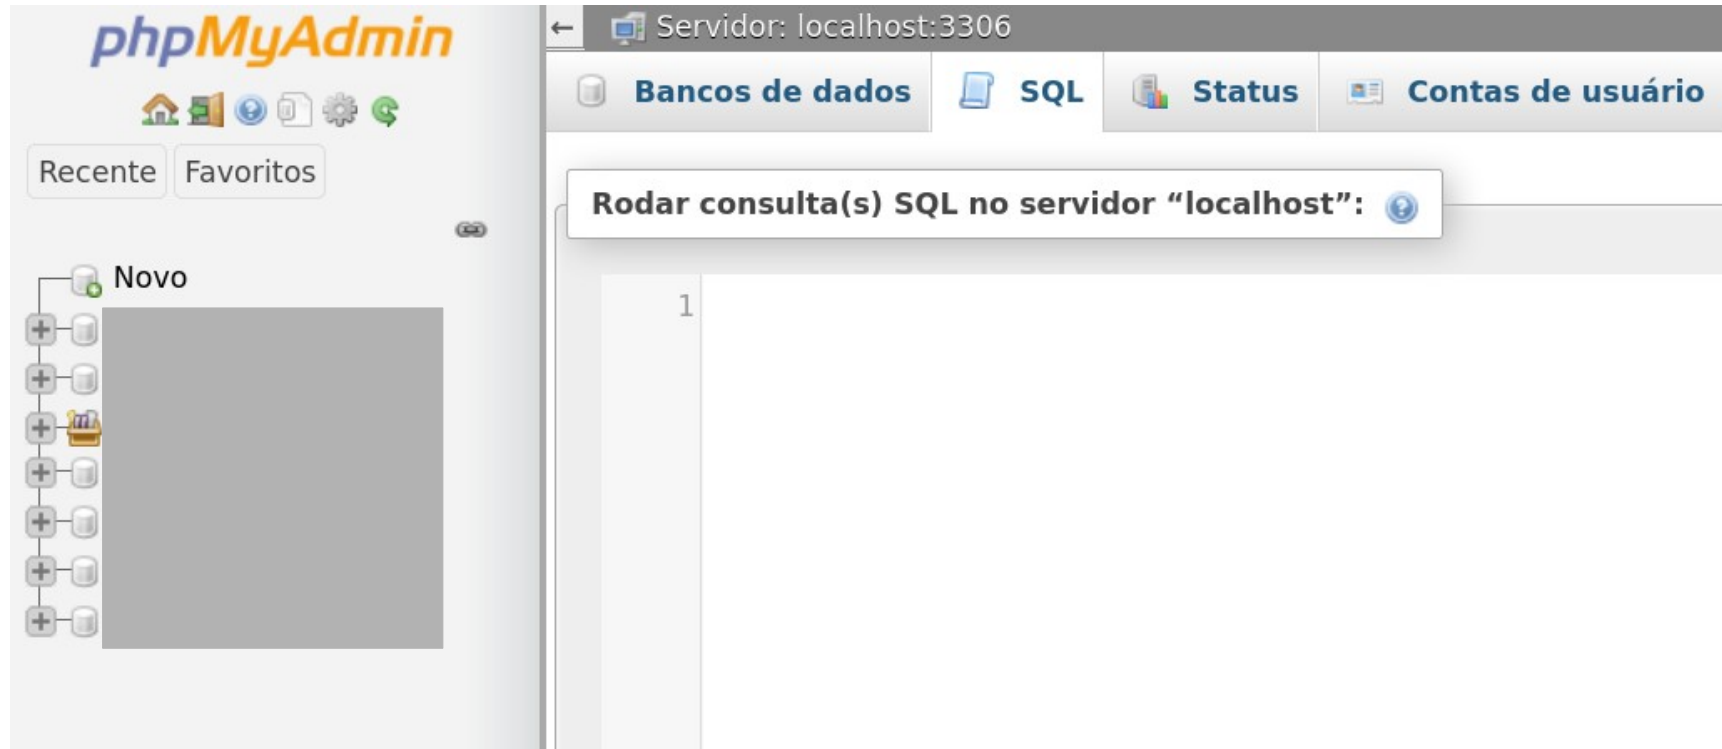 phpMyAdmin
Recente Favoritos
Novo
← Servidor: localhost:3306
Bancos de dados SQL Status Contas de usuário
Rodar consulta(s) SQL no servidor “localhost”:
1